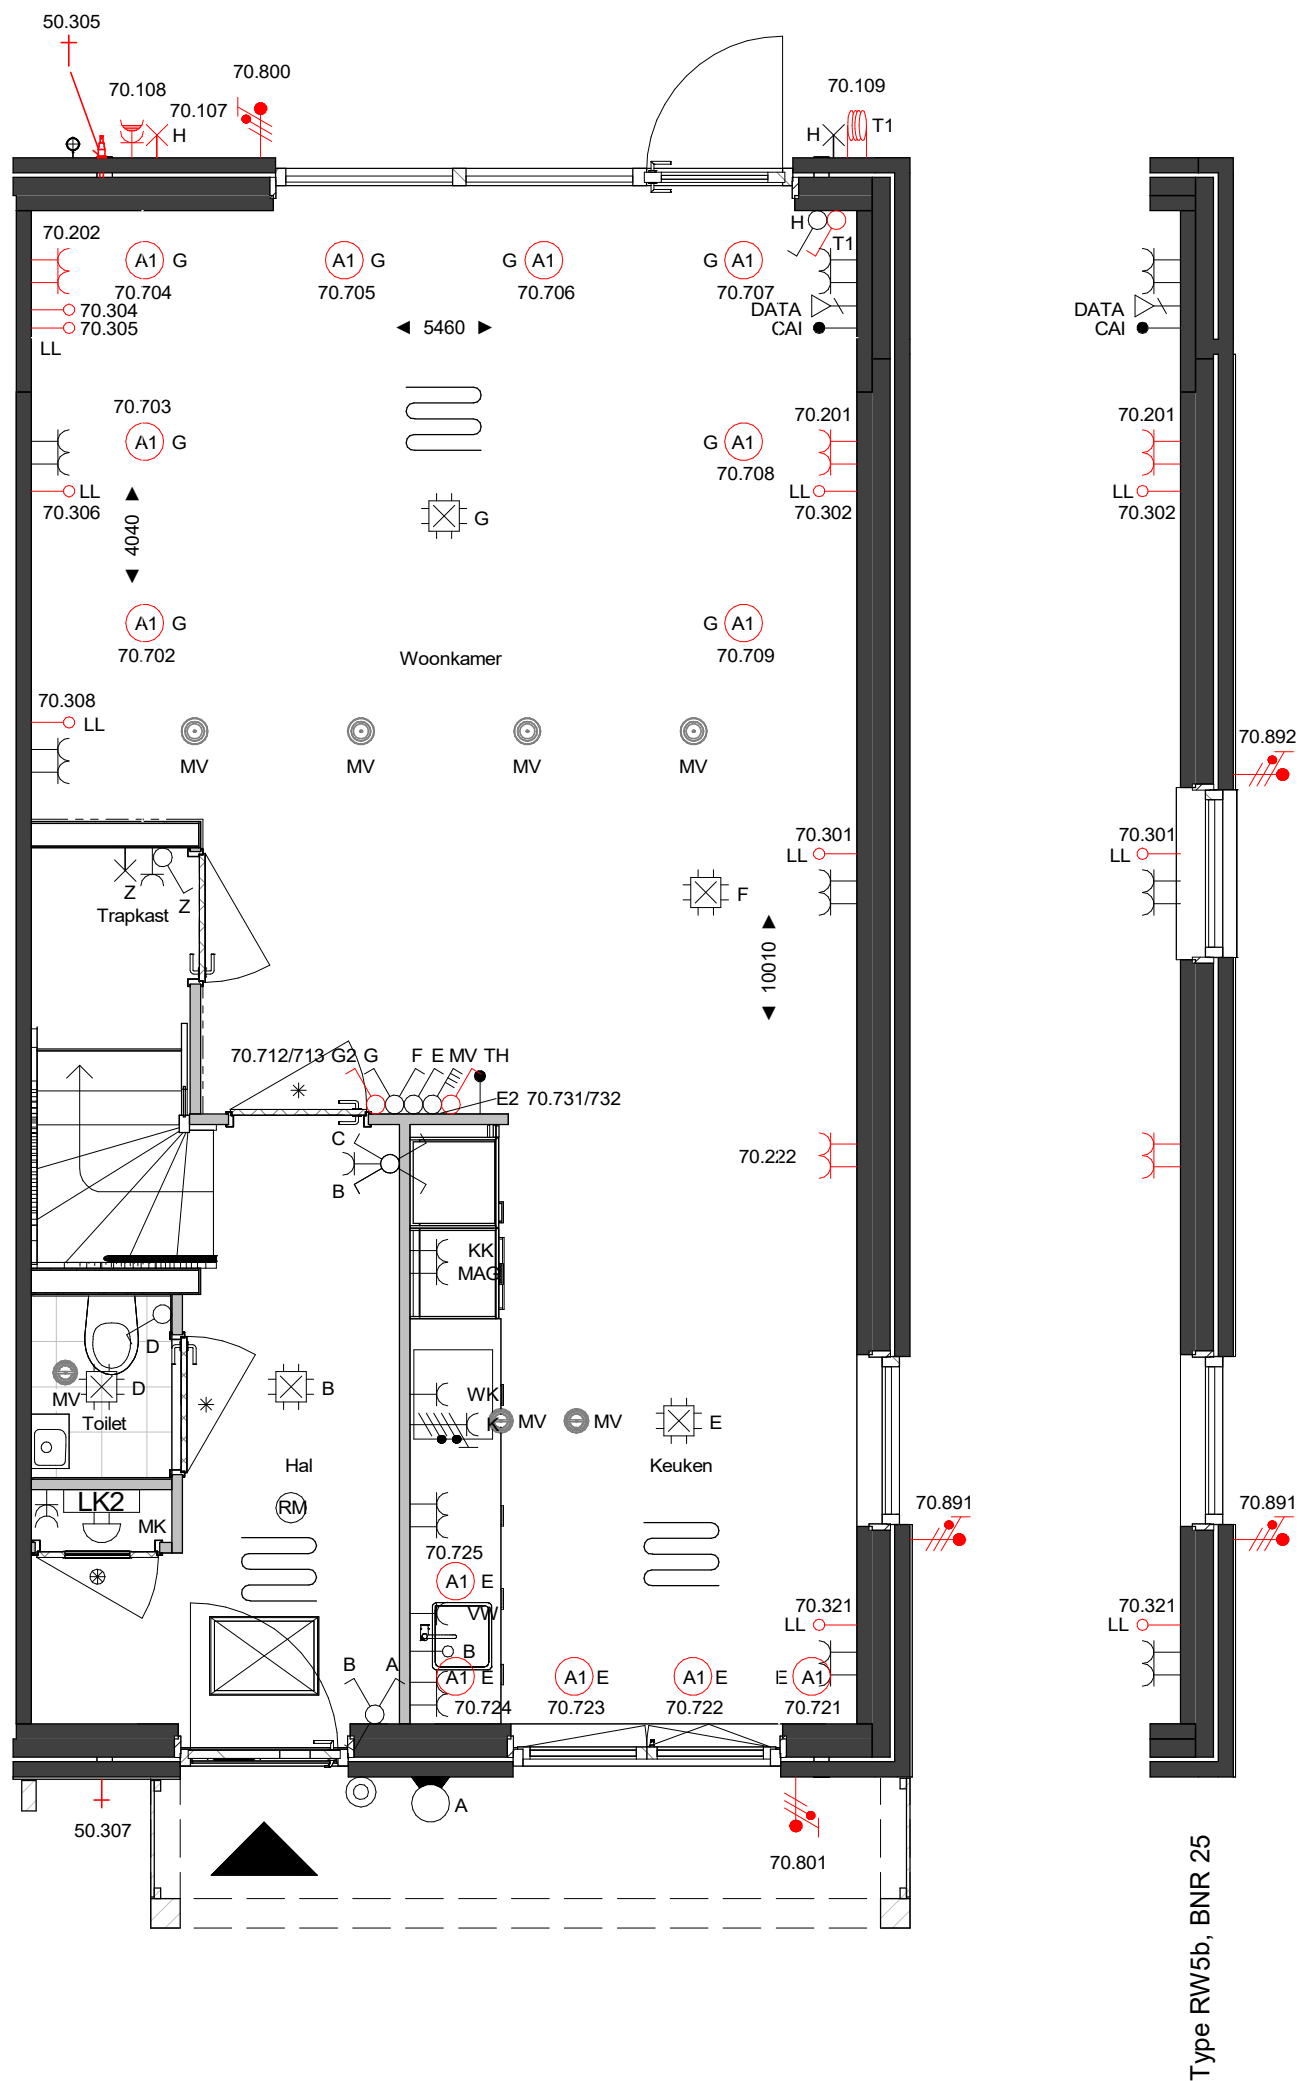 50.305
70.800
70.108
70.107
H
70.109
T1
H
H
T1
70.202
A1 G
A1 G
G A1
G A1
70.704
70.705
70.706
70.707
70.304
70.305
LL
5460
DATA
CAI
DATA
CAI
70.703
A1 G
G A1
70.708
70.201
70.201
LL
70.306
LL
70.302
LL
70.302
4040
G
A1 G
70.702
G A1
70.709
Woonkamer
70.308
LL
MV
MV
MV
MV
70.892
70.301
LL
70.301
LL
Z
Z
Trapkast
F
10010
70.712/713 G2 G
F E MV TH
E2 70.731/732
C
B
70.222
KK
MAG
D
MV
D
Toilet
B
WK
K
MV
MV
E
Hal
Keuken
LK2
MK
RM
70.891
70.891
70.725
A1 E
VW
B
70.321
LL
70.321
LL
B
A
A1 E
A1 E
A1 E
E A1
70.724
70.723
70.722
70.721
A
50.307
70.801
Type RW5b, BNR 25